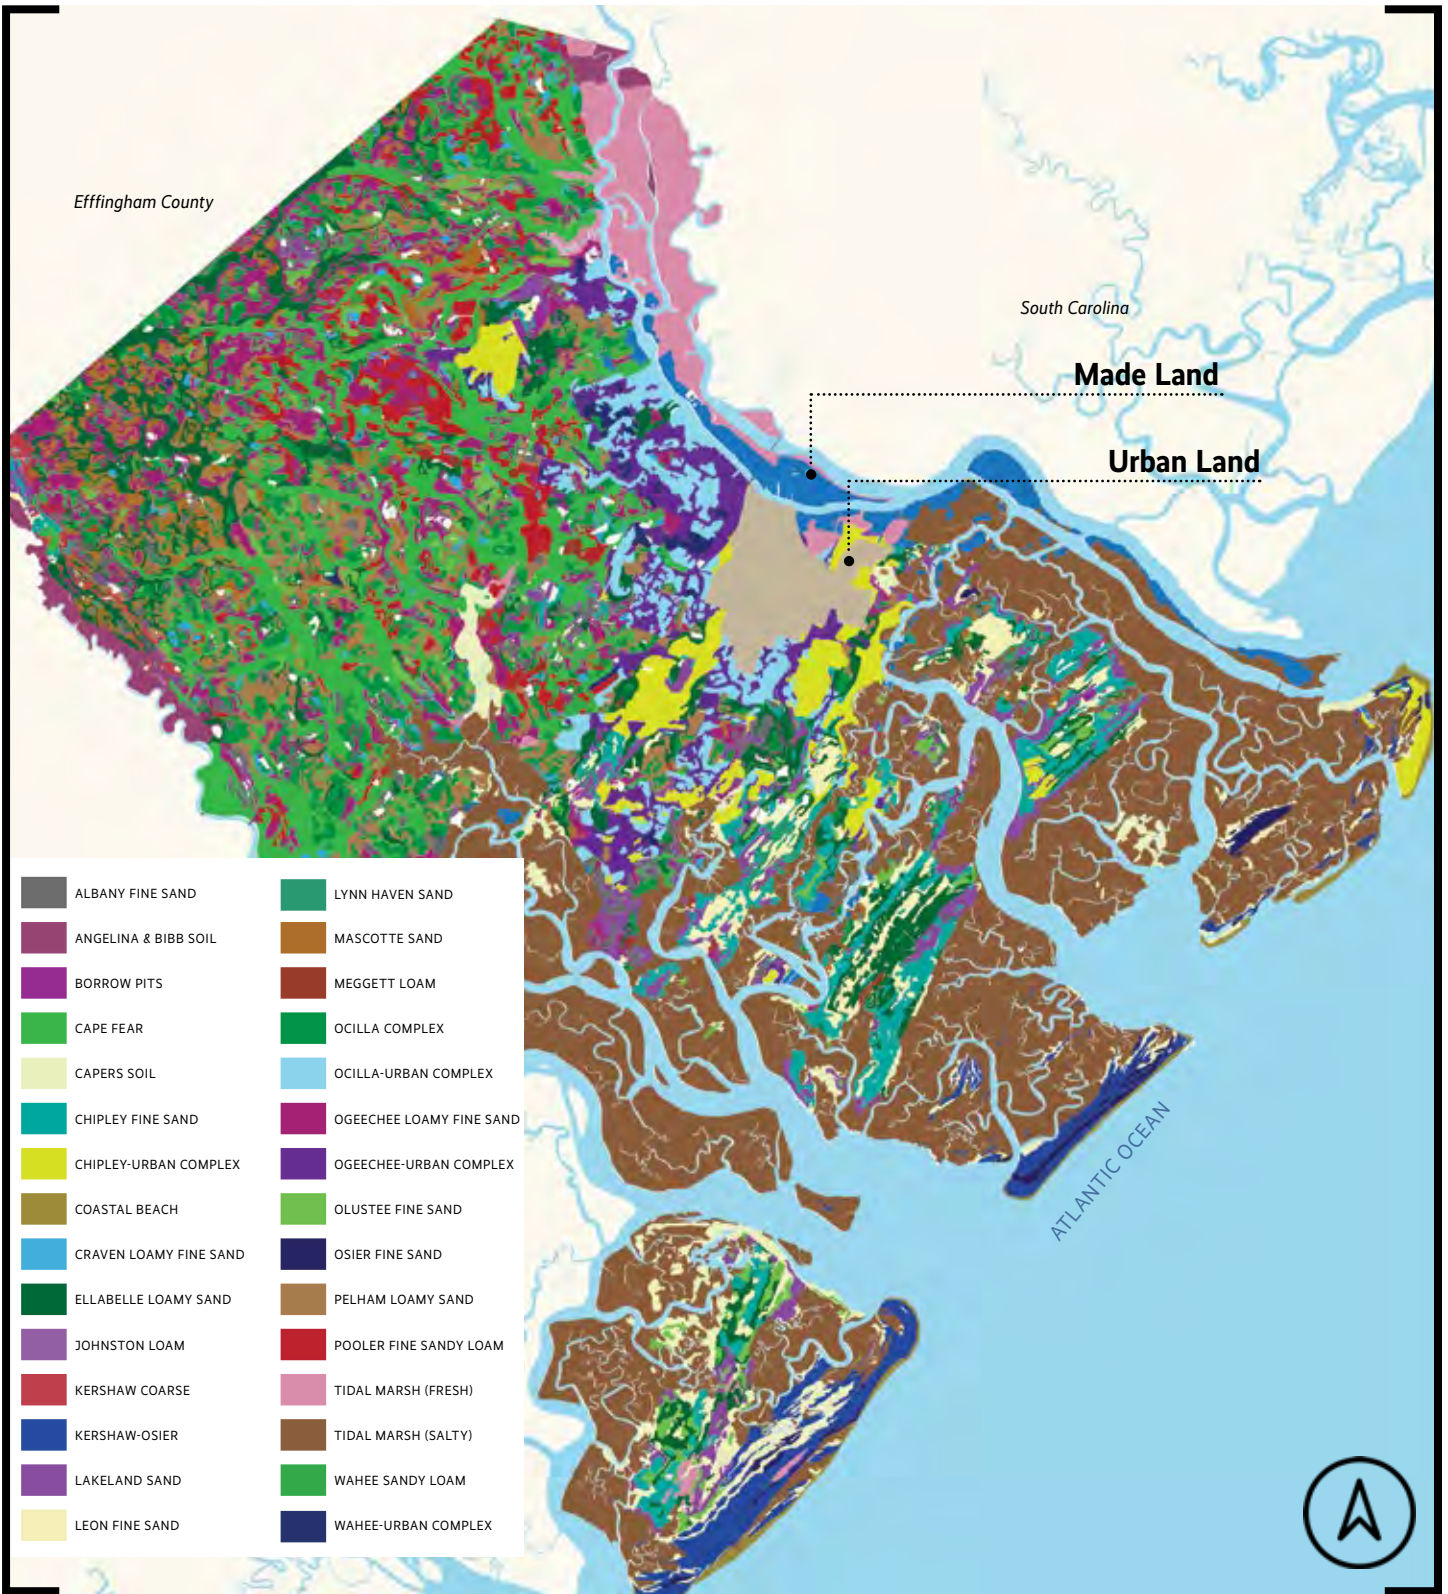 Efffingham County
South Carolina
Made Land
Urban Land
ATLANTIC OCEAN
ALBANY FINE SAND
ANGELINA & BIBB SOIL
BORROW PITS
CAPE FEAR
CAPERS SOIL
CHIPLEY FINE SAND
CHIPLEY-URBAN COMPLEX
COASTAL BEACH
CRAVEN LOAMY FINE SAND
ELLABELLE LOAMY SAND
JOHNSTON LOAM
KERSHAW COARSE
KERSHAW-OSIER
LAKELAND SAND
LEON FINE SAND
LYNN HAVEN SAND
MASCOTTE SAND
MEGGETT LOAM
OCILLA COMPLEX
OCILLA-URBAN COMPLEX
OGEECHEE LOAMY FINE SAND
OGEECHEE-URBAN COMPLEX
OLUSTEE FINE SAND
OSIER FINE SAND
PELHAM LOAMY SAND
POOLER FINE SANDY LOAM
TIDAL MARSH (FRESH)
TIDAL MARSH (SALTY)
WAHEE SANDY LOAM
WAHEE-URBAN COMPLEX